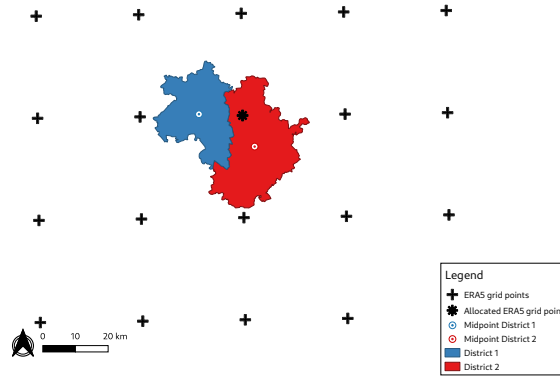 Legend
ERA5 grid points
Allocated ERA5 grid poin
Midpoint District 1
Midpoint District 2
District 1
District 2
0 10 20 km